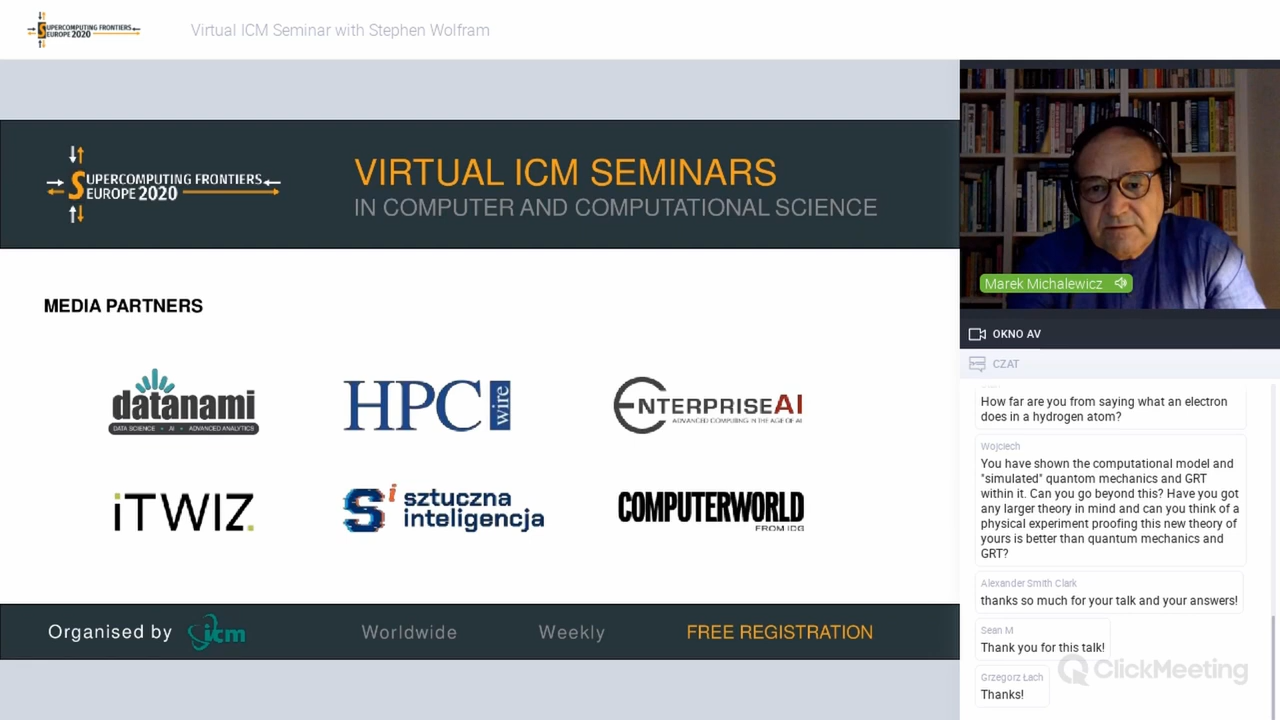 SUPERCOMPUTING FRONTIERS
EUROPE 2020
Virtual ICM Seminar with Stephen Wolfram
SUPERCOMPUTING FRONTIERS
EUROPE 2020
VIRTUAL ICM SEMINARS
IN COMPUTER AND COMPUTATIONAL SCIENCE
MEDIA PARTNERS
datanami
DATA SCIENCE • AI • ADVANCED ANALYTICS
HPC wire
ENTERPRISEAI
ADVANCED COMPUTING IN THE AGE OF AI
iTWIZ.
Si sztuczna
inteligencja
COMPUTERWORLD
FROM IDG
Organised by icm
Worldwide
Weekly
FREE REGISTRATION
Marek Michalewicz
OKNO AV
CZAT
How far are you from saying what an electron
does in a hydrogen atom?
Wojciech
You have shown the computational model and
"simulated" quantom mechanics and GRT
within it. Can you go beyond this? Have you got
any larger theory in mind and can you think of a
physical experiment proofing this new theory of
yours is better than quantum mechanics and
GRT?
Alexander Smith Clark
thanks so much for your talk and your answers!
Sean M
Thank you for this talk!
Grzegorz Łach
Thanks!
ClickMeeting